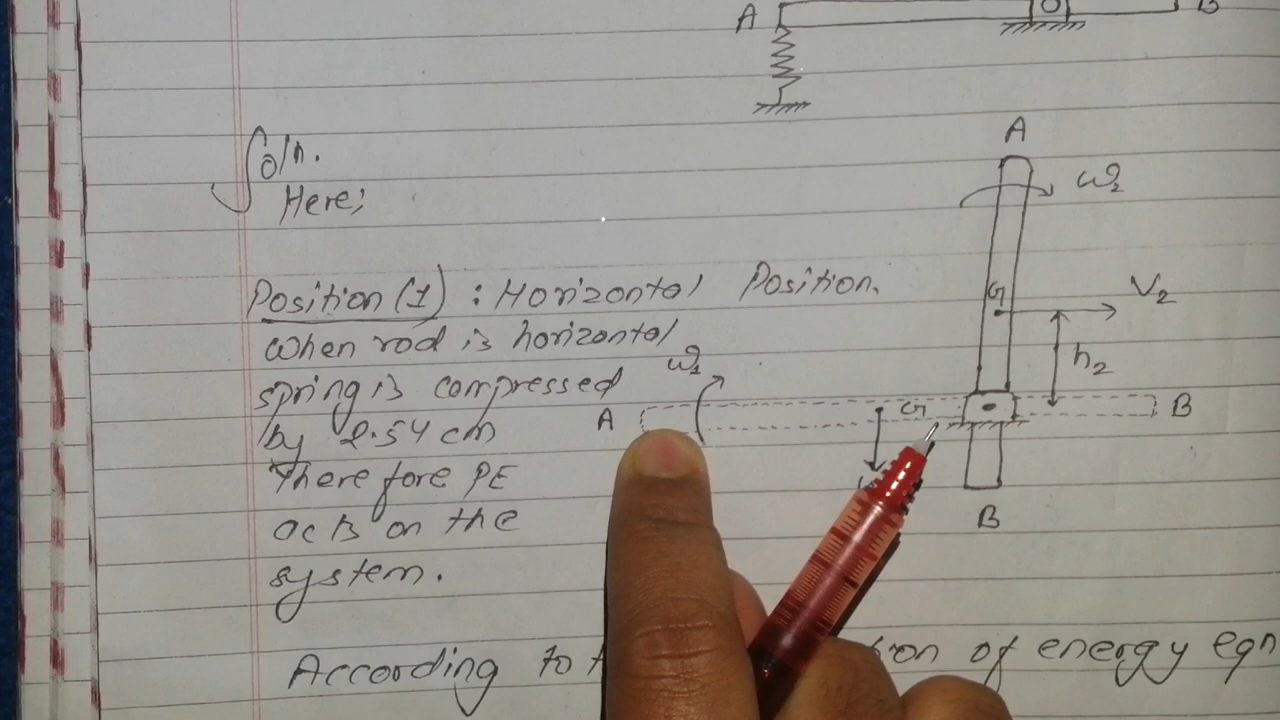 A B
Soln.
Here;
A
ω2
Position (1) : Horizontal Position.
G V2
When rod is horizontal
h2
spring is compressed ω1
by 2.54 cm A G B
Therefore PE
acts on the B
system.
According to of energy eqn